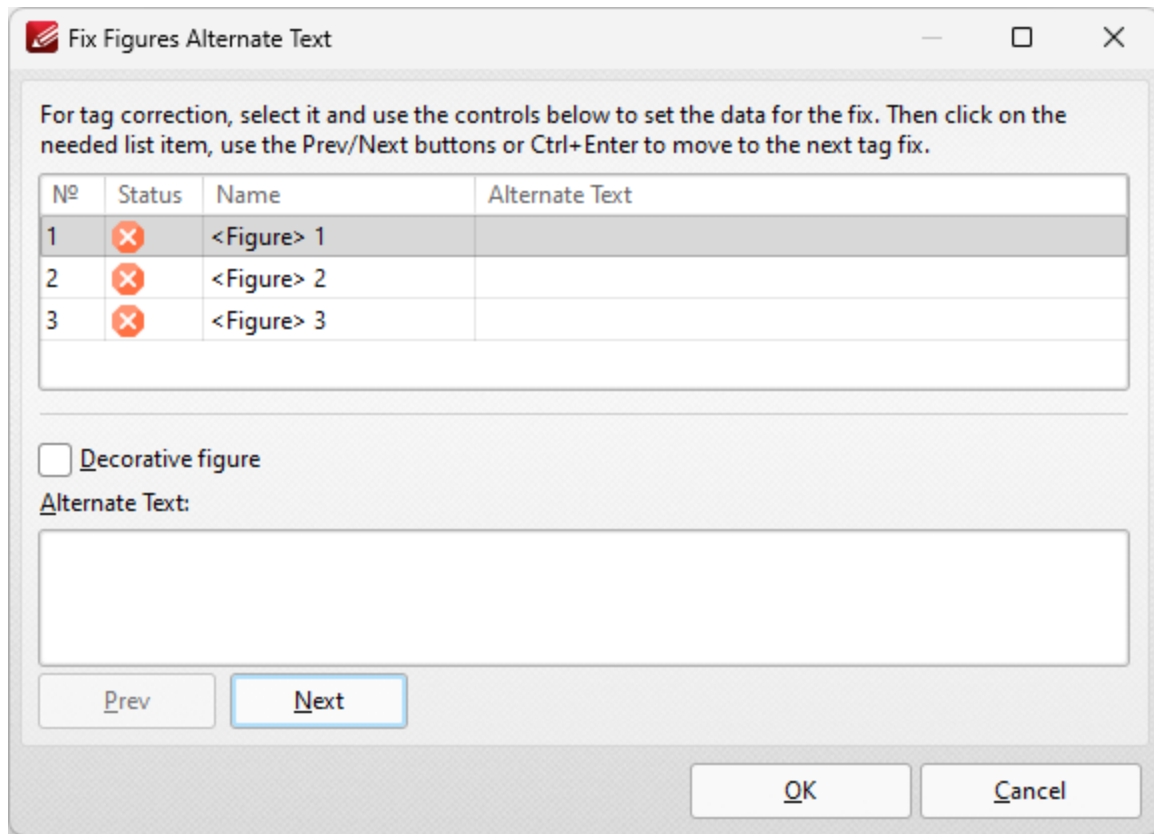 Fix Figures Alternate Text
For tag correction, select it and use the controls below to set the data for the fix. Then click on the
needed list item, use the Prev/Next buttons or Ctrl+Enter to move to the next tag fix.
Nº Status Name Alternate Text
1 <Figure> 1
2 <Figure> 2
3 <Figure> 3
Decorative figure
Alternate Text:
Prev Next
OK Cancel